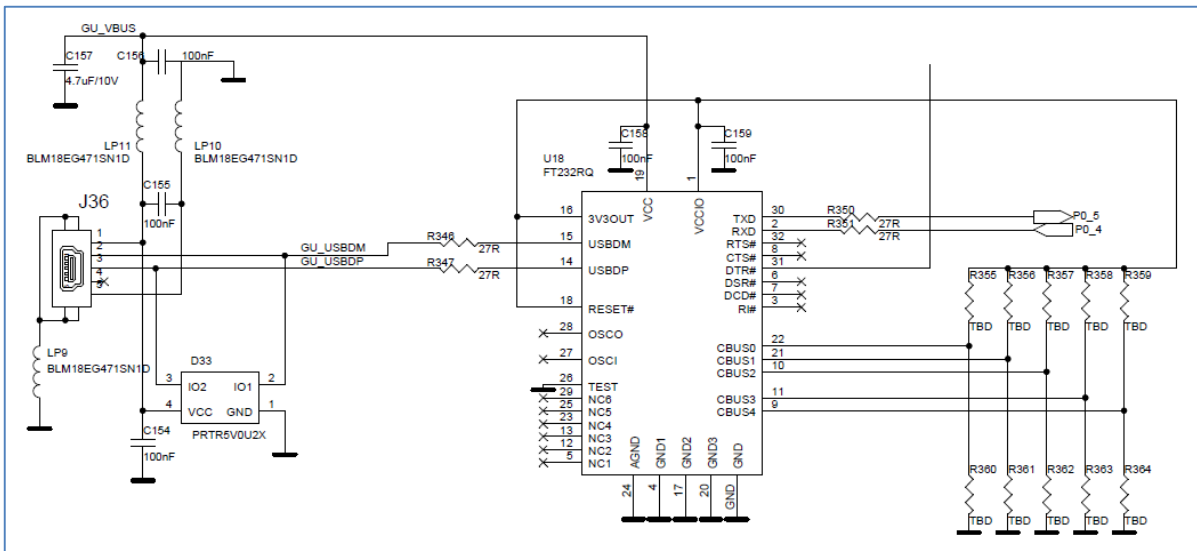 GU_VBUS
C157
4.7uF/10V
C156
100nF
LP11
BLM18EG471SN1D
LP10
BLM18EG471SN1D
C155
100nF
J36
1
2
3
4
5
GU_USBDM
GU_USBDP
R346
27R
R347
27R
LP9
BLM18EG471SN1D
D33
3
IO2
IO1
2
4
VCC
GND
1
PRTR5V0U2X
C154
100nF
U18
FT232RQ
C158
100nF
C159
100nF
19
VCC
1
VCCIO
16
3V3OUT
15
USBDM
14
USBDP
18
RESET#
28
OSCO
27
OSCI
26
TEST
29
NC6
25
NC5
23
NC4
13
NC3
12
NC2
5
NC1
TXD
30
RXD
2
RTS#
32
CTS#
8
DTR#
31
DSR#
6
DCD#
7
RI#
3
CBUS0
22
CBUS1
21
CBUS2
10
CBUS3
11
CBUS4
9
AGND
24
GND1
4
GND2
17
GND3
20
GND
GND
R350
27R
R351
27R
P0_5
P0_4
R355
R356
R357
R358
R359
TBD
TBD
TBD
TBD
TBD
R360
R361
R362
R363
R364
TBD
TBD
TBD
TBD
TBD